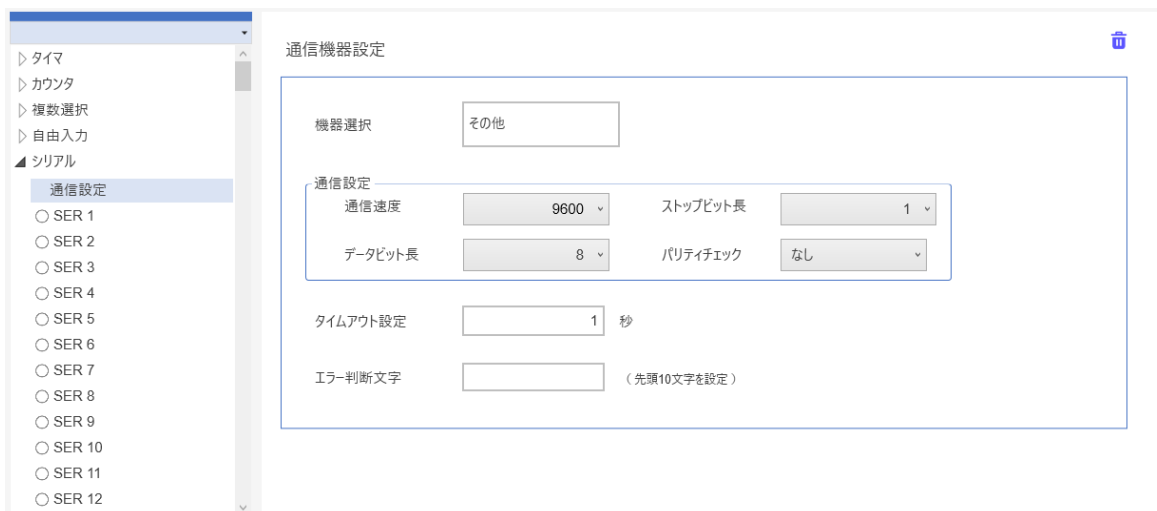 タイマ
カウンタ
複数選択
自由入力
シリアル
通信設定
SER 1
SER 2
SER 3
SER 4
SER 5
SER 6
SER 7
SER 8
SER 9
SER 10
SER 11
SER 12
通信機器設定
機器選択 その他
通信設定
通信速度 9600 ストップビット長 1
データビット長 8 パリティチェック なし
タイムアウト設定 1 秒
エラー判断文字 （先頭10文字を設定）